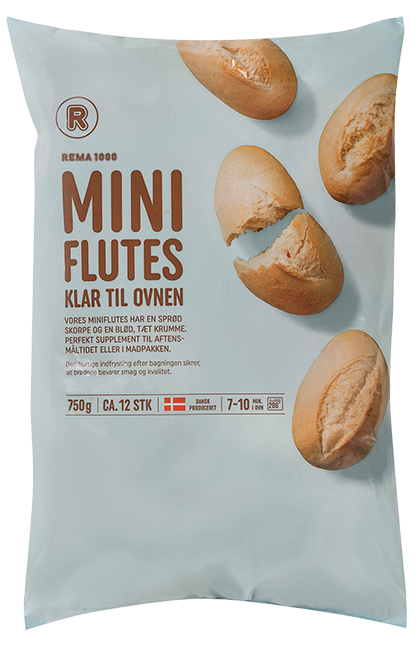 R
REMA 1000
MINI
FLUTES
KLAR TIL OVNEN
VORES MINIFLUTES HAR EN SPRØD
SKORPE OG EN BLØD, TÆT KRUMME.
PERFEKT SUPPLEMENT TIL AFTENS-
MÅLTIDET ELLER I MADPAKKEN.
Den hurtige indfrysning efter bagningen sikrer,
at brødene bevarer smag og kvalitet.
750g | CA. 12 STK | DANSK PRODUCERET | 7-10 MIN. I OVN | 200°